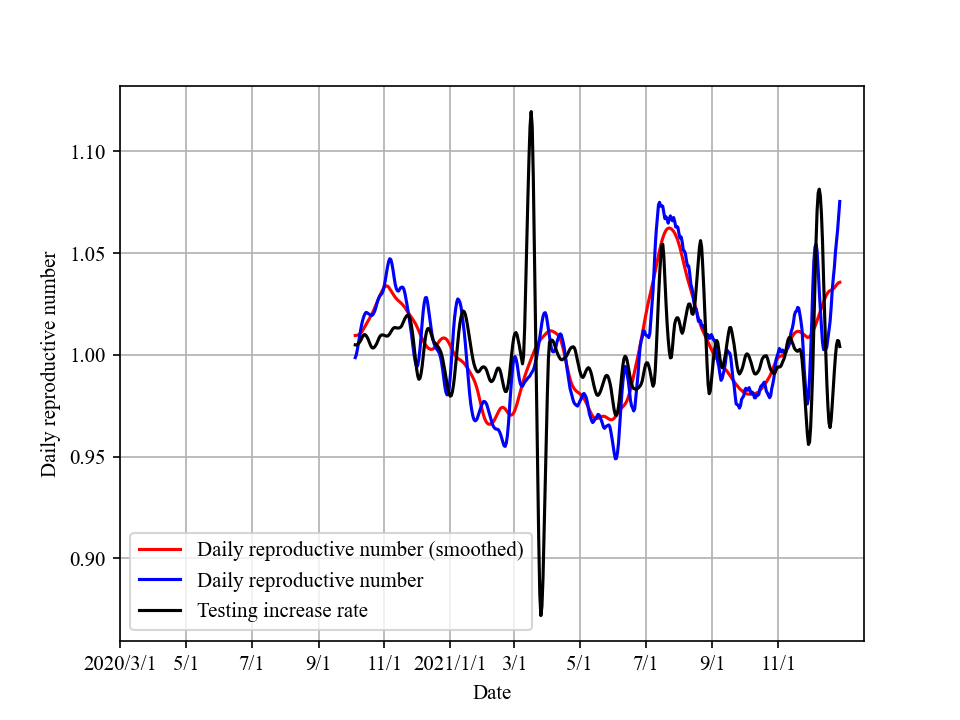 1.10
1.05
1.00
0.95
0.90
Daily reproductive number
Daily reproductive number (smoothed)
Daily reproductive number
Testing increase rate
2020/3/1 5/1 7/1 9/1 11/1 2021/1/1 3/1 5/1 7/1 9/1 11/1
Date